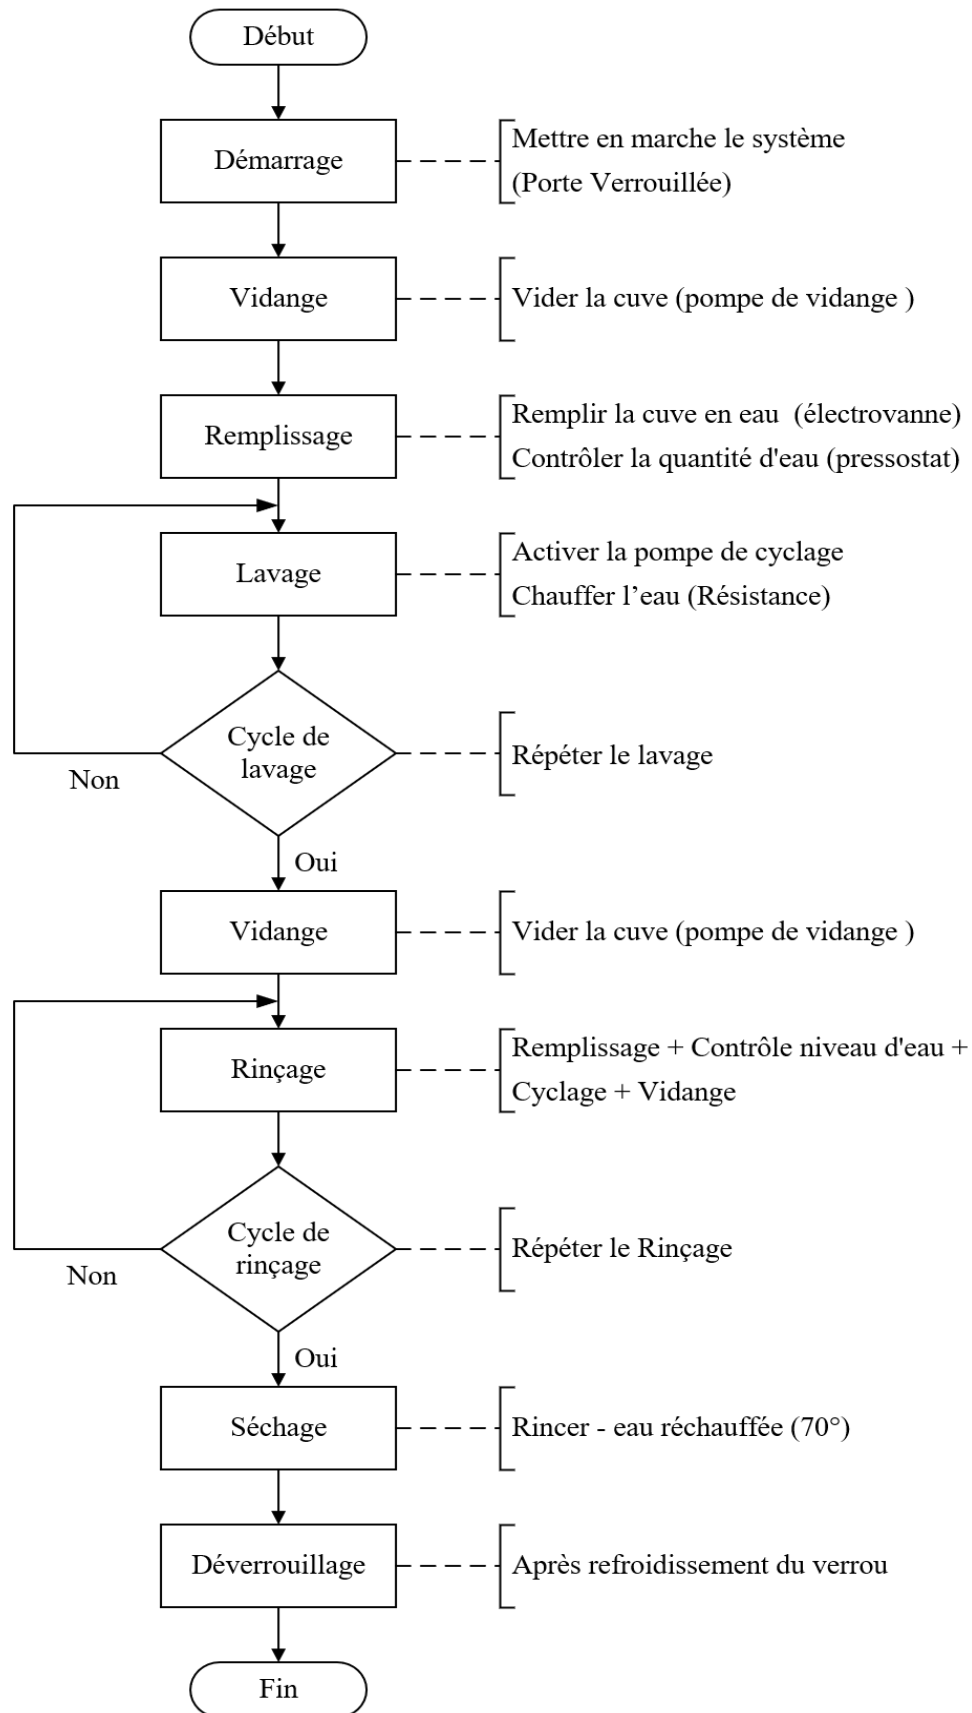 Début
Démarrage
Mettre en marche le système
(Porte Verrouillée)
Vidange
Vider la cuve (pompe de vidange )
Remplissage
Remplir la cuve en eau  (électrovanne)
Contrôler la quantité d'eau (pressostat)
Lavage
Activer la pompe de cyclage
Chauffer l’eau (Résistance)
Cycle de
lavage
Répéter le lavage
Non
Oui
Vidange
Vider la cuve (pompe de vidange )
Rinçage
Remplissage + Contrôle niveau d'eau +
Cyclage + Vidange
Cycle de
rinçage
Répéter le Rinçage
Non
Oui
Séchage
Rincer - eau réchauffée (70°)
Déverrouillage
Après refroidissement du verrou
Fin